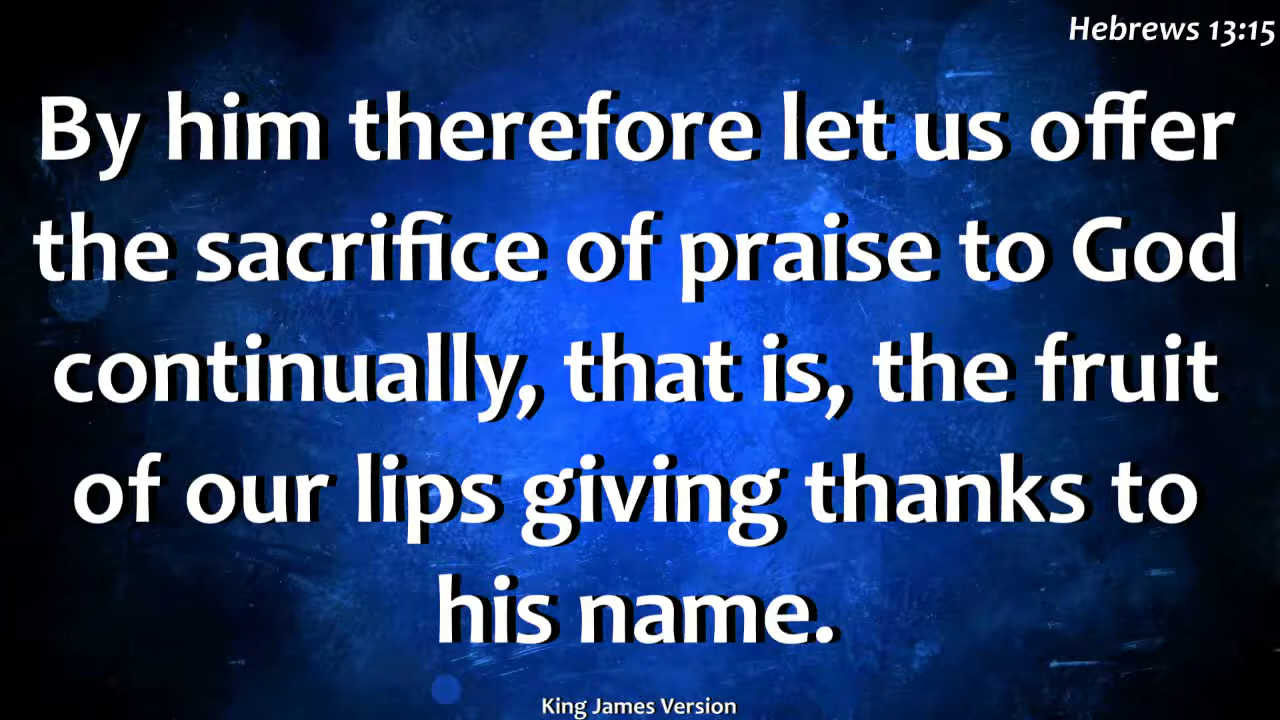 Hebrews 13:15
By him therefore let us offer
the sacrifice of praise to God
continually, that is, the fruit
of our lips giving thanks to
his name.
King James Version